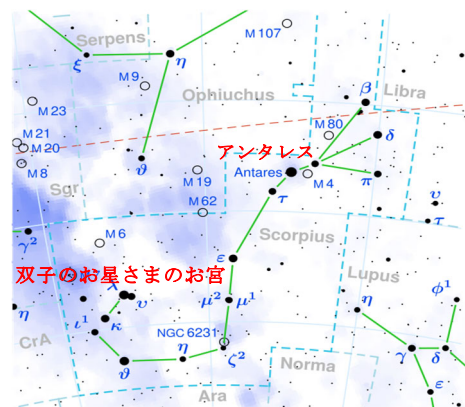 Serpens
M 107
ξ
η
M 9
Ophiuchus
β
Libra
M 23
M 21
M 20
M 8
M 80
δ
アンタレス
ϑ
M 19
Antares
M 4
π
Sgr
τ
M 62
υ
τ
γ²
M 6
Scorpius
ε
Lupus
双子のお星さまのお宮
λ
υ
μ²
μ¹
η
ϕ¹
η
ι¹
κ
NGC 6231
CrA
ζ²
γ
δ
ϑ
η
Norma
ε
Ara